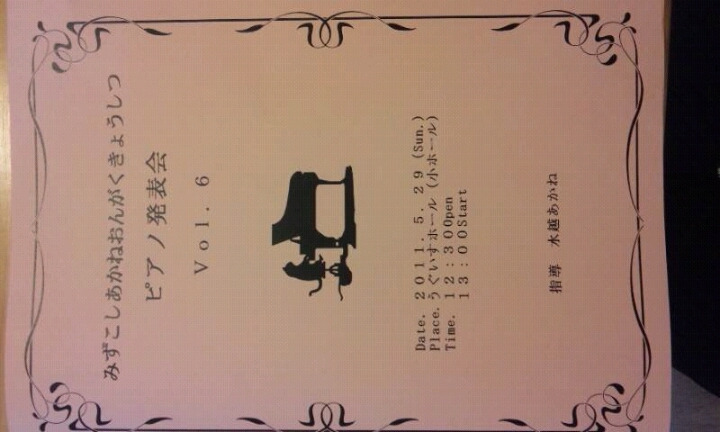 みずこしあかねおんがくきょうしつ
ピアノ発表会
Vol. 6
Date. 2011. 5. 29 (Sun.)
Place. うぐいすホール (小ホール)
Time. 12:30Open
13:00Start
指導 水越あかね